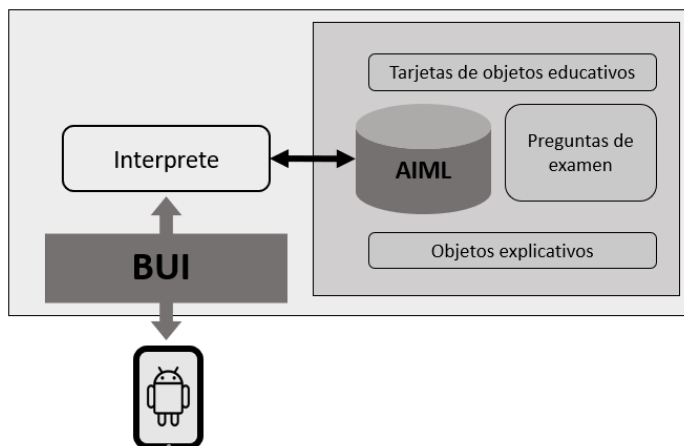 Tarjetas de objetos educativos
Interprete
AIML
Preguntas de
examen
BUI
Objetos explicativos